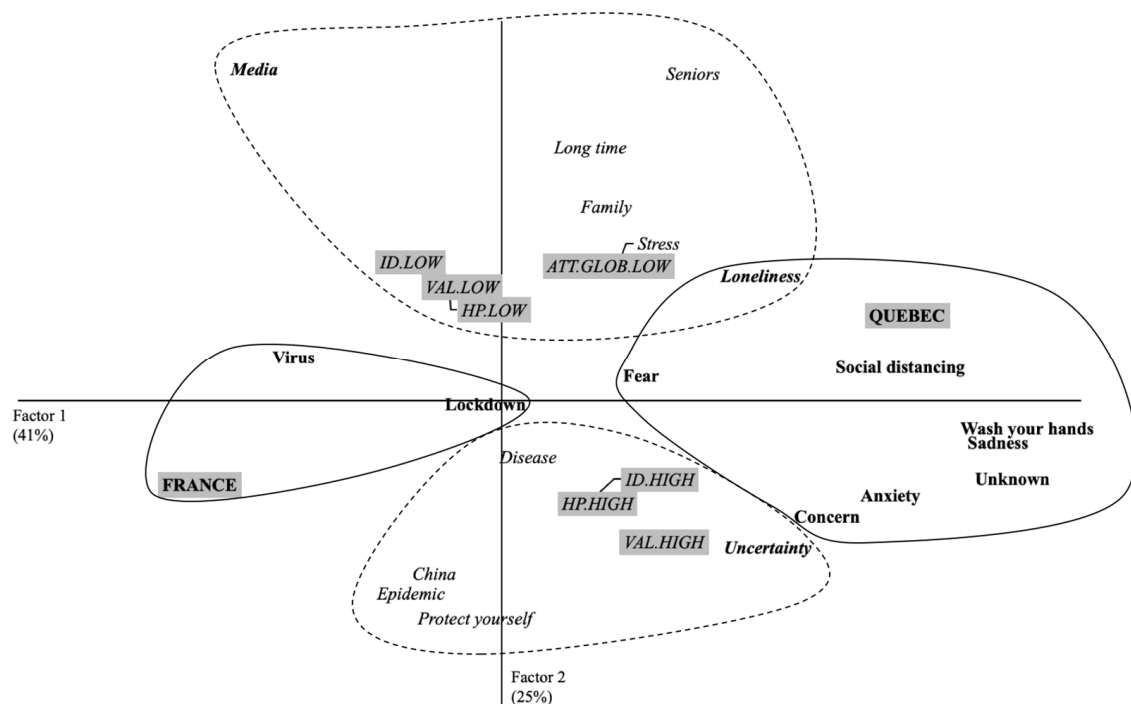 Media
Seniors
Long time
Family
Stress
ID.LOW
ATT.GLOB.LOW
Loneliness
VAL.LOW
HP.LOW
QUEBEC
Virus
Social distancing
Fear
Lockdown
Factor 1
(41%)
Wash your hands
Sadness
Disease
FRANCE
ID.HIGH
Unknown
HP.HIGH
Anxiety
Concern
VAL.HIGH
Uncertainty
China
Epidemic
Protect yourself
Factor 2
(25%)